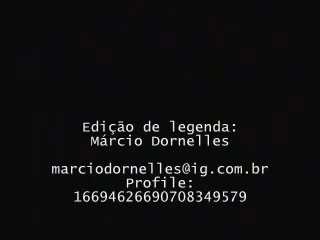 Edição de legenda:
Márcio Dornelles
marciodornelles@ig.com.br
Profile:
16694626690708349579